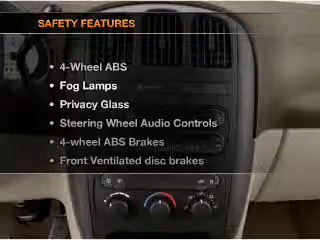 SAFETY FEATURES
• 4-Wheel ABS
• Fog Lamps
• Privacy Glass
• Steering Wheel Audio Controls
• 4-wheel ABS Brakes
• Front Ventilated disc brakes